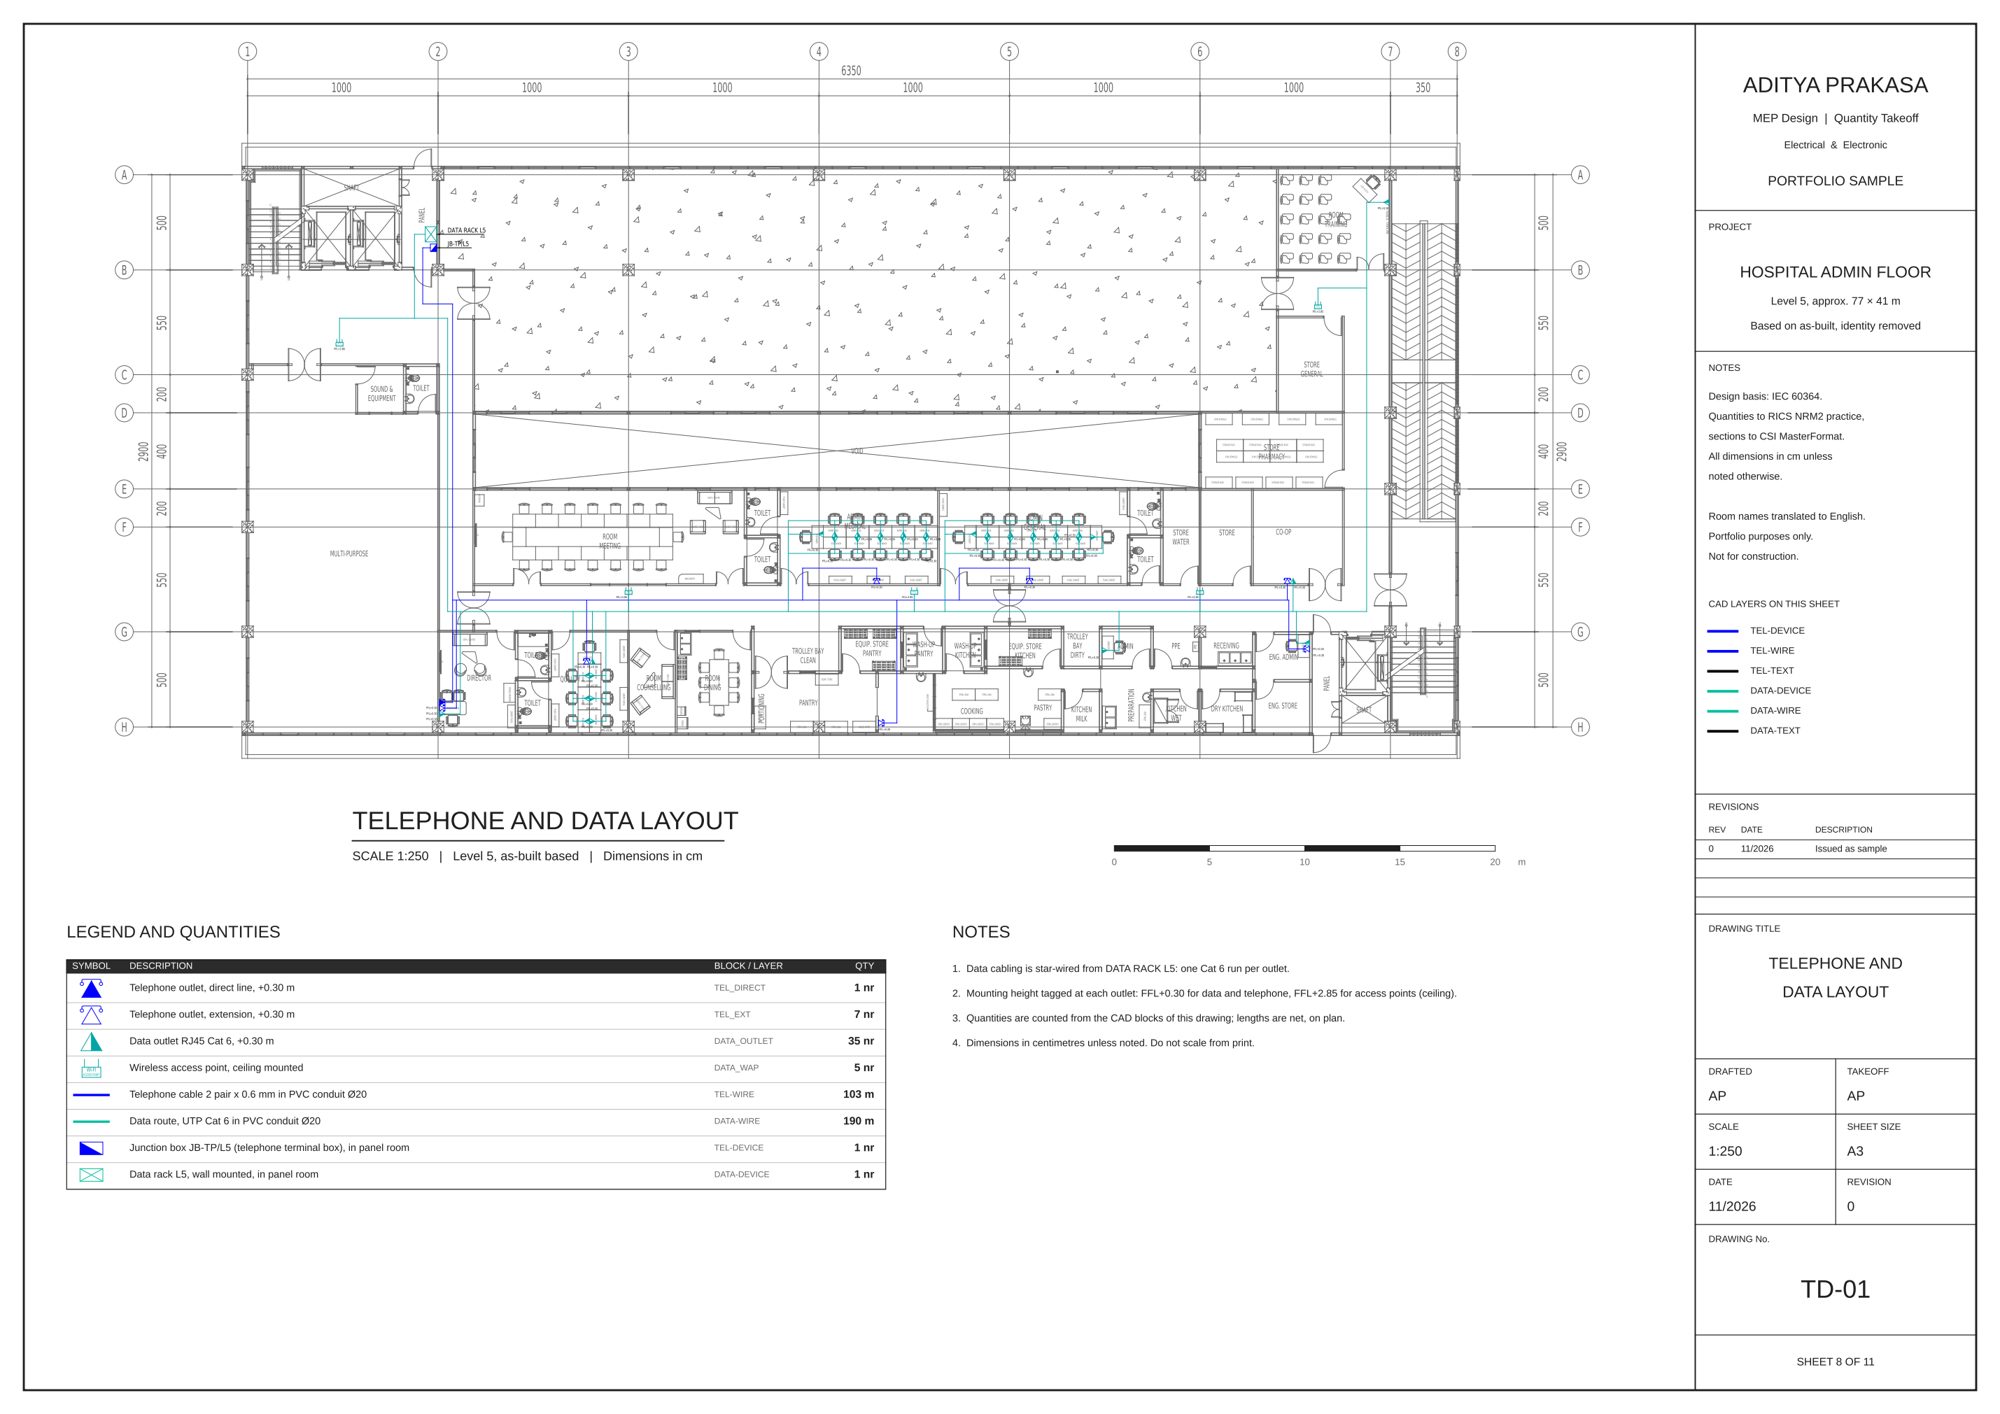 1 2 3 4 5 6 7 8
6350
1000 1000 1000 1000 1000 1000 350
A A
500 500
B B
550 550
C C
200 200
D D
2900 400 400 2900
E E
200 200
F F
550 550
G G
500 500
H H
SHAFT
PANEL
DATA RACK L5
JB-TP/L5
SOUND &
EQUIPMENT
TOILET
STORE
GENERAL
VOID
STORE
PHARMACY
ROOM
MEETING
TOILET
TOILET
TOILET
TOILET
STORE
WATER
STORE
CO-OP
MULTI-PURPOSE
DIRECTOR
TOILET
TOILET
ROOM
COUNSELLING
ROOM
DINING
TROLLEY BAY
CLEAN
PORTIONING
PANTRY
EQUIP. STORE
PANTRY
WASH-UP
PANTRY
WASH-UP
KITCHEN
EQUIP. STORE
KITCHEN
TROLLEY
BAY
DIRTY
ADMIN
PPE
RECEIVING
ENG. ADMIN
COOKING
PASTRY
KITCHEN
MILK
PREPARATION
KITCHEN
WET
DRY KITCHEN
ENG. STORE
PANEL
SHAFT
TELEPHONE AND DATA LAYOUT
SCALE 1:250 | Level 5, as-built based | Dimensions in cm
0 5 10 15 20 m
LEGEND AND QUANTITIES
SYMBOL DESCRIPTION BLOCK / LAYER QTY
Telephone outlet, direct line, +0.30 m TEL_DIRECT 1 nr
Telephone outlet, extension, +0.30 m TEL_EXT 7 nr
Data outlet RJ45 Cat 6, +0.30 m DATA_OUTLET 35 nr
Wireless access point, ceiling mounted DATA_WAP 5 nr
Telephone cable 2 pair x 0.6 mm in PVC conduit Ø20 TEL-WIRE 103 m
Data route, UTP Cat 6 in PVC conduit Ø20 DATA-WIRE 190 m
Junction box JB-TP/L5 (telephone terminal box), in panel room TEL-DEVICE 1 nr
Data rack L5, wall mounted, in panel room DATA-DEVICE 1 nr
NOTES
1. Data cabling is star-wired from DATA RACK L5: one Cat 6 run per outlet.
2. Mounting height tagged at each outlet: FFL+0.30 for data and telephone, FFL+2.85 for access points (ceiling).
3. Quantities are counted from the CAD blocks of this drawing; lengths are net, on plan.
4. Dimensions in centimetres unless noted. Do not scale from print.
ADITYA PRAKASA
MEP Design | Quantity Takeoff
Electrical & Electronic
PORTFOLIO SAMPLE
PROJECT
HOSPITAL ADMIN FLOOR
Level 5, approx. 77 × 41 m
Based on as-built, identity removed
NOTES
Design basis: IEC 60364.
Quantities to RICS NRM2 practice,
sections to CSI MasterFormat.
All dimensions in cm unless
noted otherwise.
Room names translated to English.
Portfolio purposes only.
Not for construction.
CAD LAYERS ON THIS SHEET
TEL-DEVICE
TEL-WIRE
TEL-TEXT
DATA-DEVICE
DATA-WIRE
DATA-TEXT
REVISIONS
REV DATE DESCRIPTION
0 11/2026 Issued as sample
DRAWING TITLE
TELEPHONE AND
DATA LAYOUT
DRAFTED TAKEOFF
AP AP
SCALE SHEET SIZE
1:250 A3
DATE REVISION
11/2026 0
DRAWING No.
TD-01
SHEET 8 OF 11